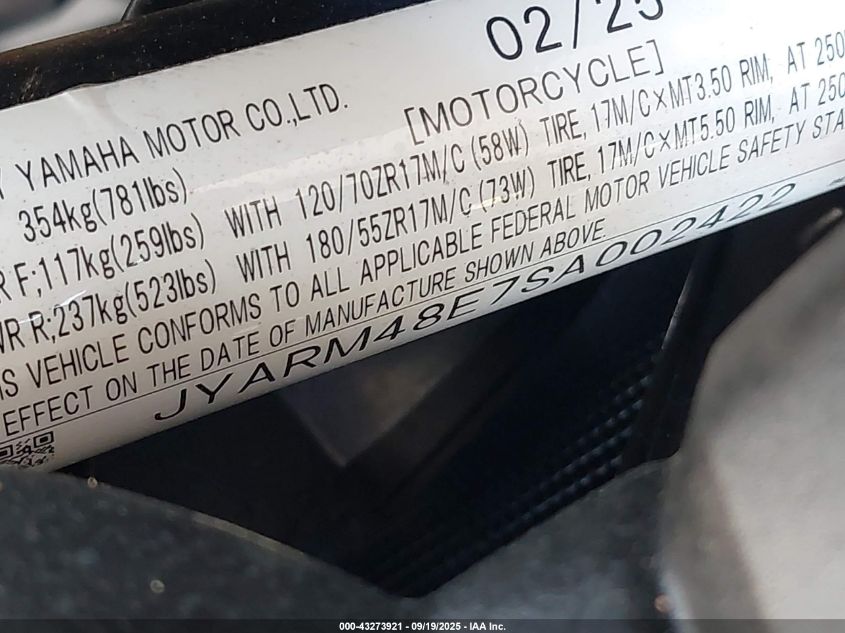 02/25
YAMAHA MOTOR CO.,LTD.
[MOTORCYCLE]
354kg(781lbs)
F;117kg(259lbs) WITH 120/70ZR17M/C (58W) TIRE, 17M/C×MT3.50 RIM, AT 250
R;237kg(523lbs) WITH 180/55ZR17M/C (73W) TIRE, 17M/C×MT5.50 RIM, AT 250
VEHICLE CONFORMS TO ALL APPLICABLE FEDERAL MOTOR VEHICLE SAFETY STA
EFFECT ON THE DATE OF MANUFACTURE SHOWN ABOVE.
JYARM48E7SA002422
000-43273921 - 09/19/2025 - IAA Inc.